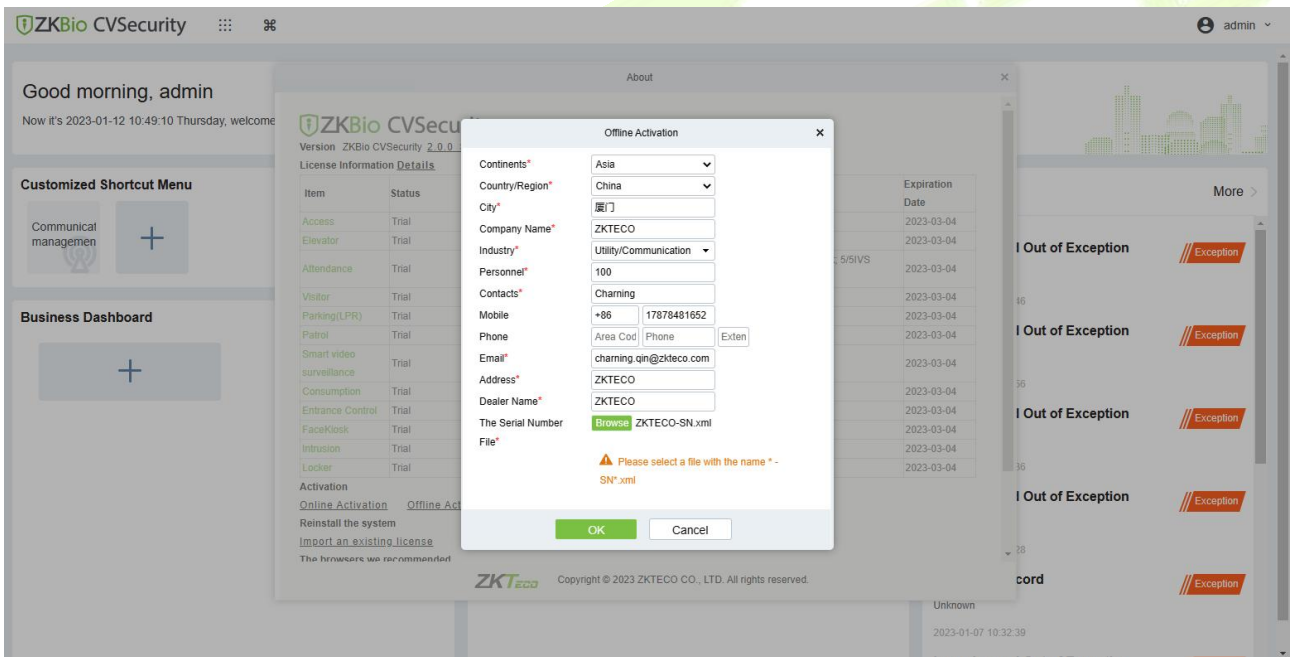 ZKBio CVSecurity
admin
Good morning, admin
Now it's 2023-01-12 10:49:10 Thursday, welcome
Customized Shortcut Menu
Communicat
managemen
Business Dashboard
About
ZKBio CVSecu
Version ZKBio CVSecurity 2.0.0
License Information Details
Item Status Expiration Date
Access Trial 2023-03-04
Elevator Trial 2023-03-04
Attendance Trial 5/5IVS 2023-03-04
Visitor Trial 2023-03-04
Parking(LPR) Trial 2023-03-04
Patrol Trial 2023-03-04
Smart video surveillance Trial 2023-03-04
Consumption Trial 2023-03-04
Entrance Control Trial 2023-03-04
FaceKiosk Trial 2023-03-04
Intrusion Trial 2023-03-04
Locker Trial 2023-03-04
Activation
Online Activation Offline Act
Reinstall the system
Import an existing license
The browsers we recommended
ZKTeco Copyright © 2023 ZKTECO CO., LTD. All rights reserved.
Offline Activation
Continents* Asia
Country/Region* China
City* 厦门
Company Name* ZKTECO
Industry* Utility/Communication
Personnel* 100
Contacts* Charning
Mobile +86 17878481652
Phone Area Cod Phone Exten
Email* charning.qin@zkteco.com
Address* ZKTECO
Dealer Name* ZKTECO
The Serial Number File* Browse ZKTECO-SN.xml
Please select a file with the name * -
SN*.xml
OK Cancel
More
l Out of Exception Exception
46
l Out of Exception Exception
56
l Out of Exception Exception
36
l Out of Exception Exception
28
cord Exception
Unknown
2023-01-07 10:32:39